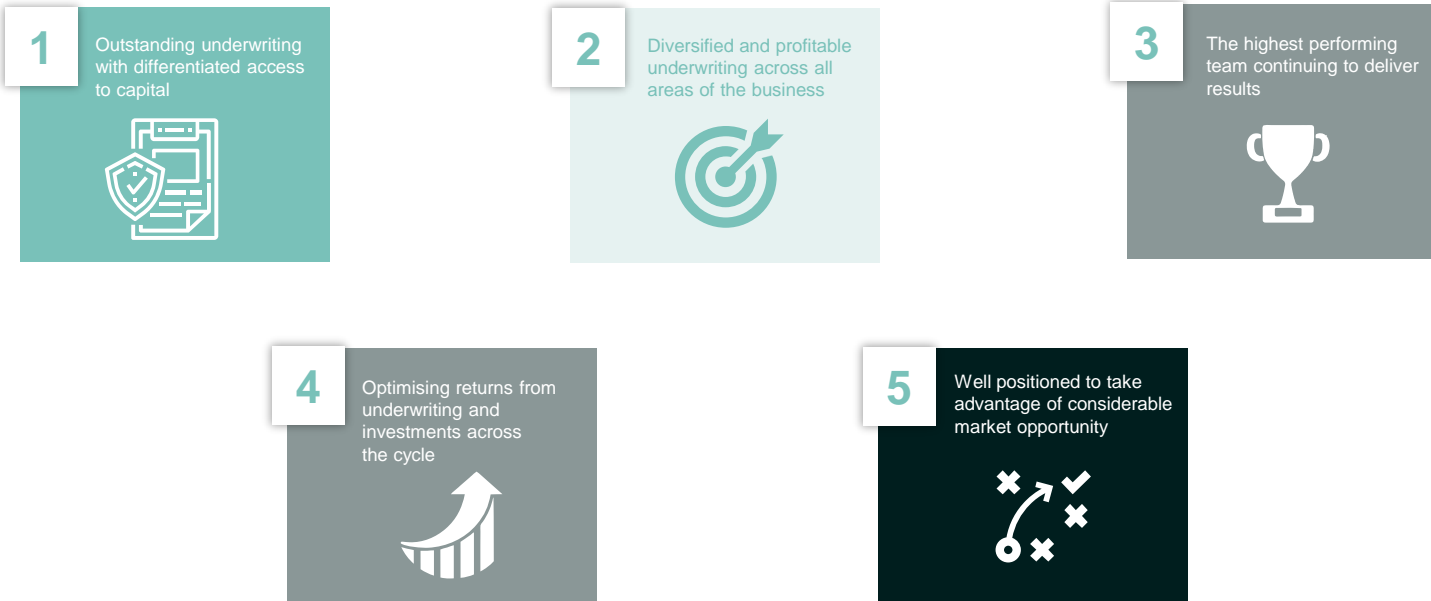 1
Outstanding underwriting
with differentiated access
to capital
2
Diversified and profitable
underwriting across all
areas of the business
3
The highest performing
team continuing to deliver
results
4
Optimising returns from
underwriting and
investments across
the cycle
5
Well positioned to take
advantage of considerable
market opportunity